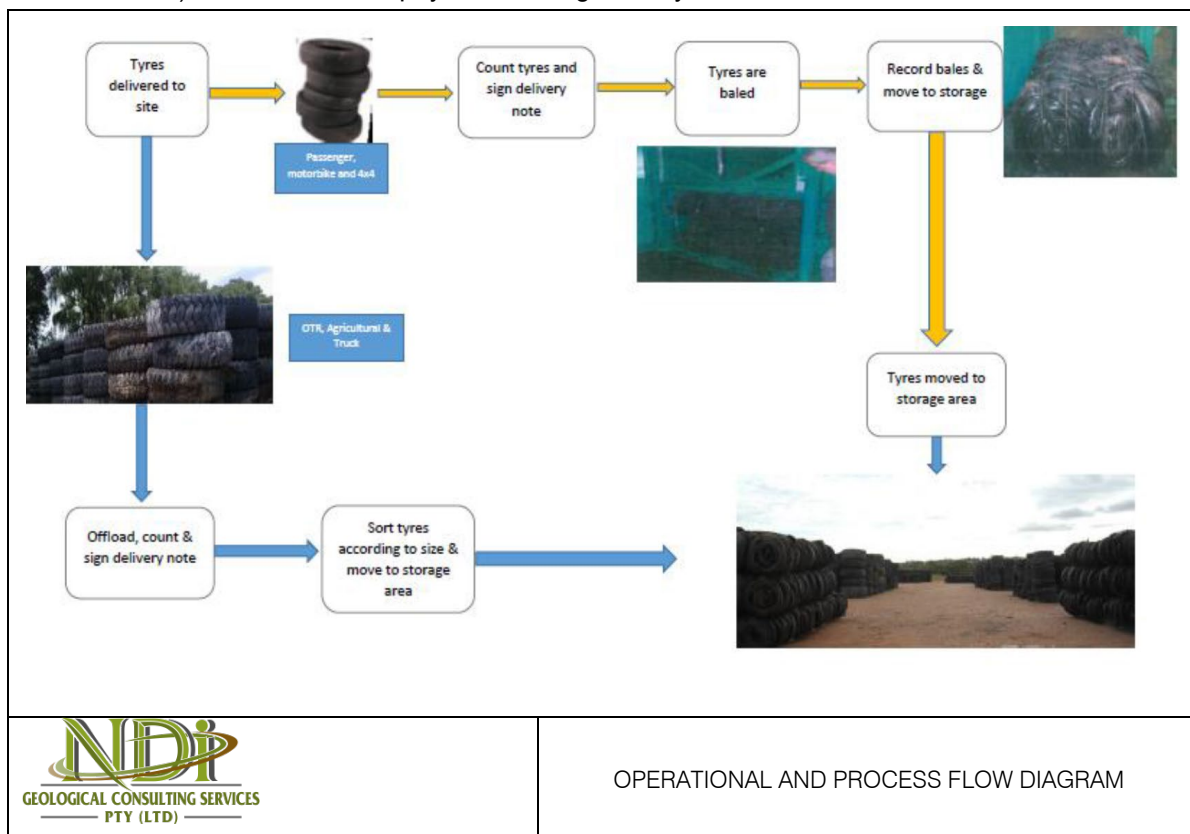 Tyres
delivered to
site
Count tyres and
sign delivery
note
Tyres are
baled
Record bales &
move to storage
Passenger,
motorbike and 4x4
OTR, Agricultural &
Truck
Tyres moved to
storage area
Offload, count &
sign delivery note
Sort tyres
according to size &
move to storage
area
NDi
GEOLOGICAL CONSULTING SERVICES
PTY (LTD)
OPERATIONAL AND PROCESS FLOW DIAGRAM